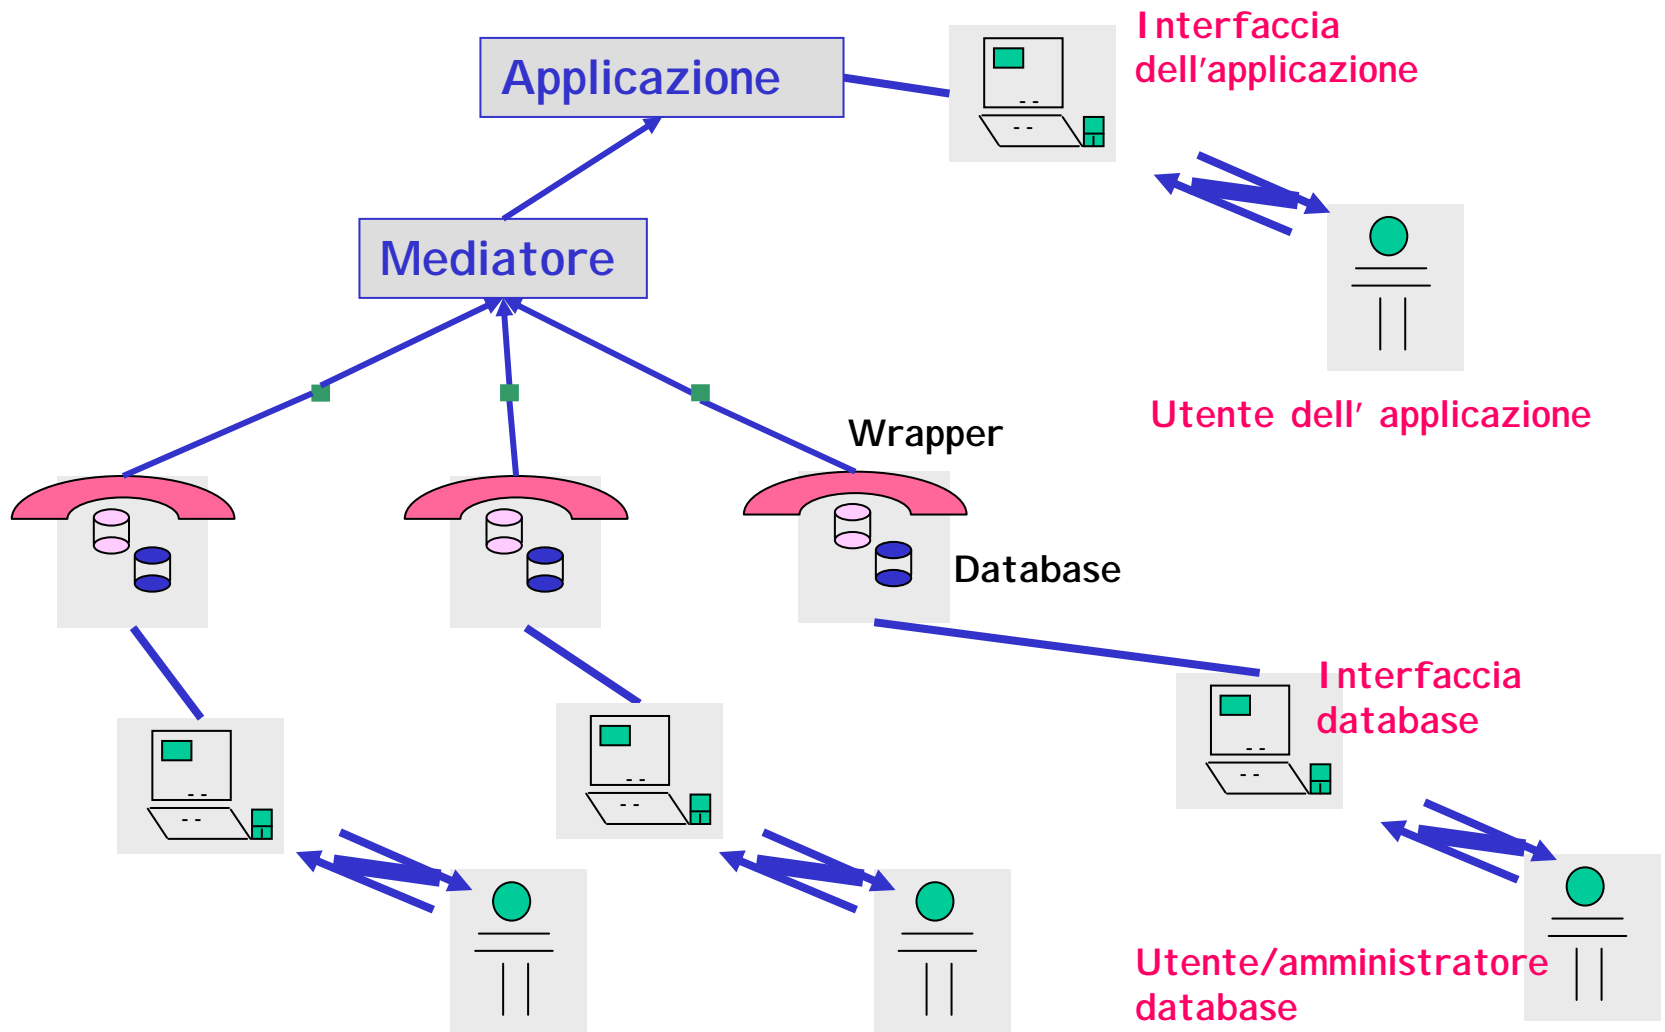 Interfaccia
dell'applicazione
Applicazione
Mediatore
Utente dell' applicazione
Wrapper
Database
Interfaccia
database
Utente/amministratore
database